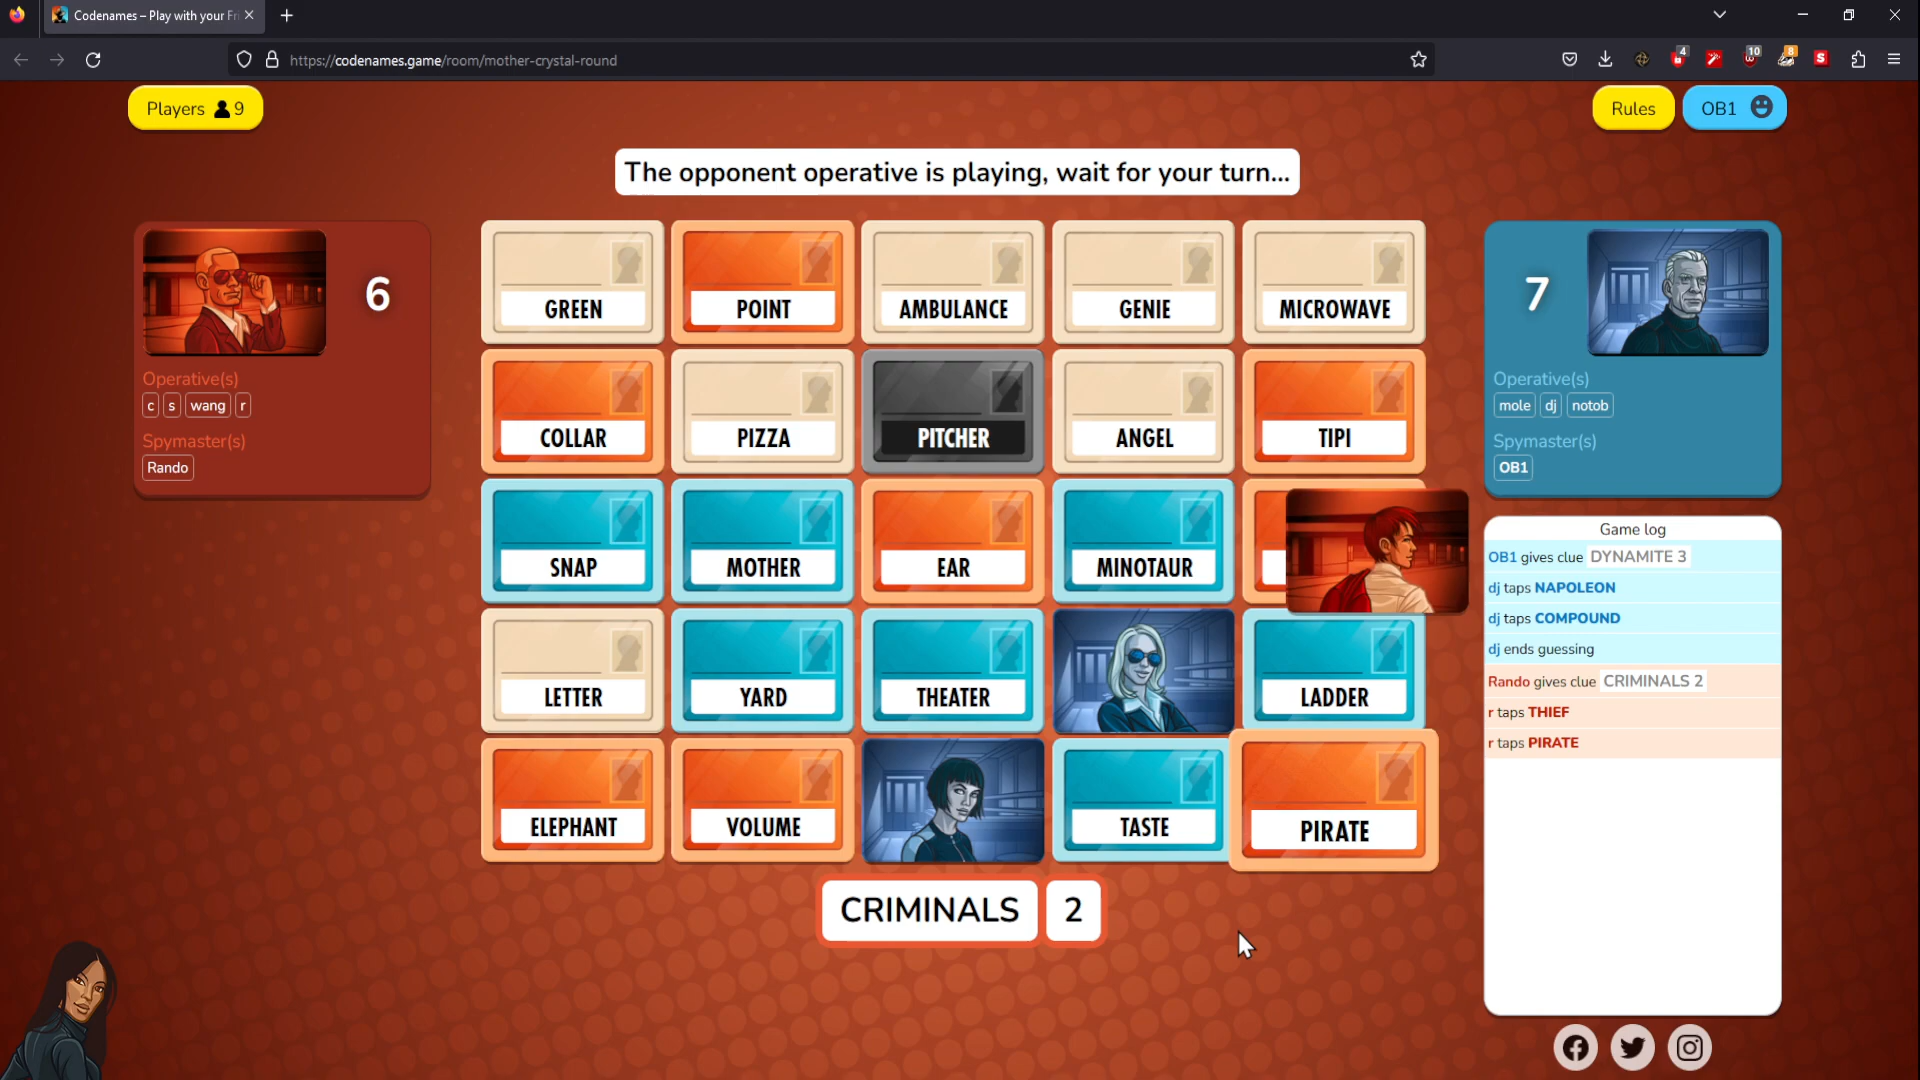 Codenames – Play with your Fr
https://codenames.game/room/mother-crystal-round
4
10
8
S
Players 9
Rules
OB1
The opponent operative is playing, wait for your turn...
6
Operative(s)
c s wang r
Spymaster(s)
Rando
GREEN
POINT
AMBULANCE
GENIE
MICROWAVE
COLLAR
PIZZA
PITCHER
ANGEL
TIPI
SNAP
MOTHER
EAR
MINOTAUR
LETTER
YARD
THEATER
LADDER
ELEPHANT
VOLUME
TASTE
PIRATE
CRIMINALS 2
7
Operative(s)
mole dj notob
Spymaster(s)
OB1
Game log
OB1 gives clue DYNAMITE 3
dj taps NAPOLEON
dj taps COMPOUND
dj ends guessing
Rando gives clue CRIMINALS 2
r taps THIEF
r taps PIRATE